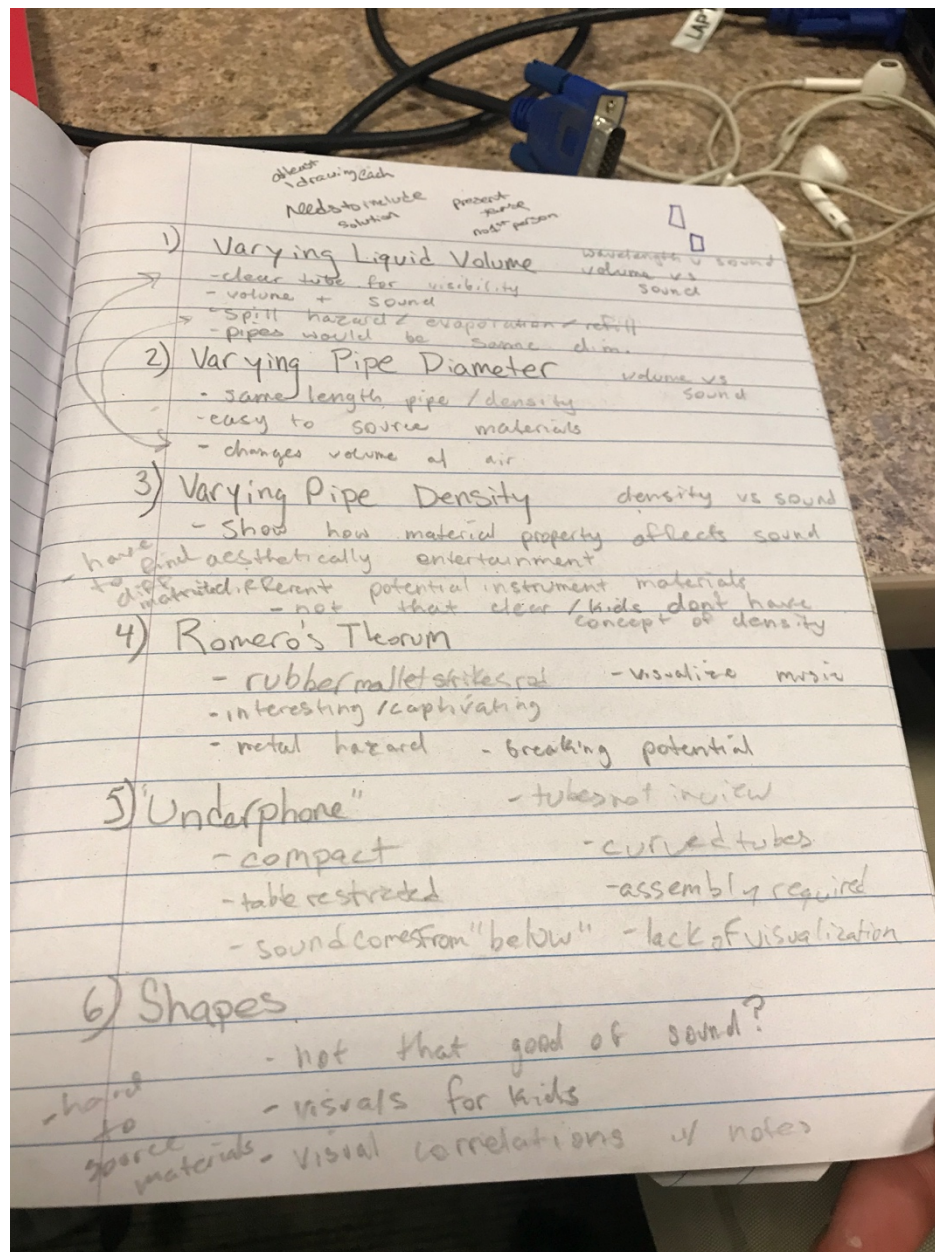 LAP
at least
1 drawing each
Needs to include
solution
present
tense
not 1st person
1) Varying Liquid Volume
wavelength v sound
volume vs
sound
- clear tube for visibility
- volume + sound
- spill hazard / evaporation / refill
- pipes would be same dim.
2) Varying Pipe Diameter
volume vs
sound
- same length pipe / density
- easy to source materials
- changes volume of air
3) Varying Pipe Density density vs sound
- Show how material property affects sound
- have to find diff material
aesthetically entertainment
different potential instrument materials
- not that clear / kids dont have
concept of density
4) Romero's Theorum
- rubber mallet strikes rod - visualize music
- interesting / captivating
- metal hazard - breaking potential
5) "Underphone" - tubes not in view
- compact - curved tubes
- table restricted - assembly required
- sound comes from "below" - lack of visualization
6) Shapes
- not that good of sound?
- visuals for kids
- hard
to
source
materials
- visual correlations w/ notes